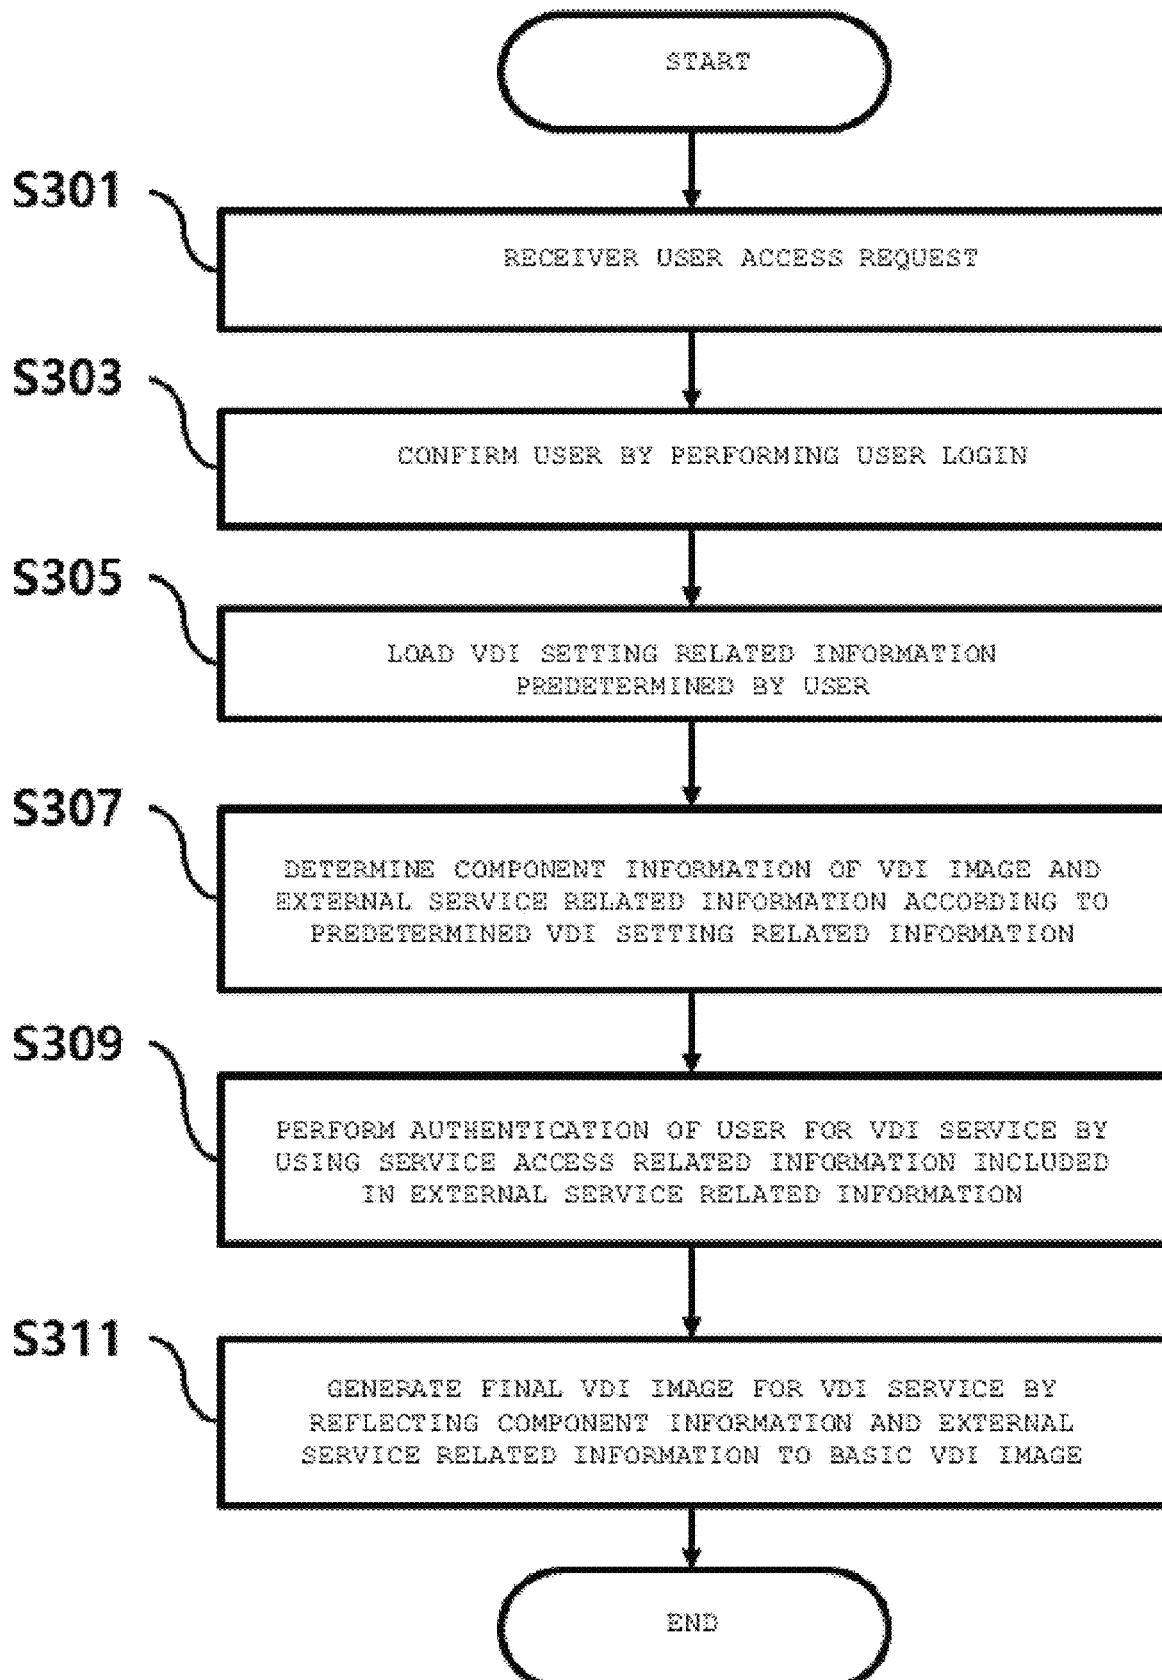 START
S301
RECEIVER USER ACCESS REQUEST
S303
CONFIRM USER BY PERFORMING USER LOGIN
S305
LOAD VDI SETTING RELATED INFORMATION
PREDETERMINED BY USER
S307
DETERMINE COMPONENT INFORMATION OF VDI IMAGE AND
EXTERNAL SERVICE RELATED INFORMATION ACCORDING TO
PREDETERMINED VDI SETTING RELATED INFORMATION
S309
PERFORM AUTHENTICATION OF USER FOR VDI SERVICE BY
USING SERVICE ACCESS RELATED INFORMATION INCLUDED
IN EXTERNAL SERVICE RELATED INFORMATION
S311
GENERATE FINAL VDI IMAGE FOR VDI SERVICE BY
REFLECTING COMPONENT INFORMATION AND EXTERNAL
SERVICE RELATED INFORMATION TO BASIC VDI IMAGE
END